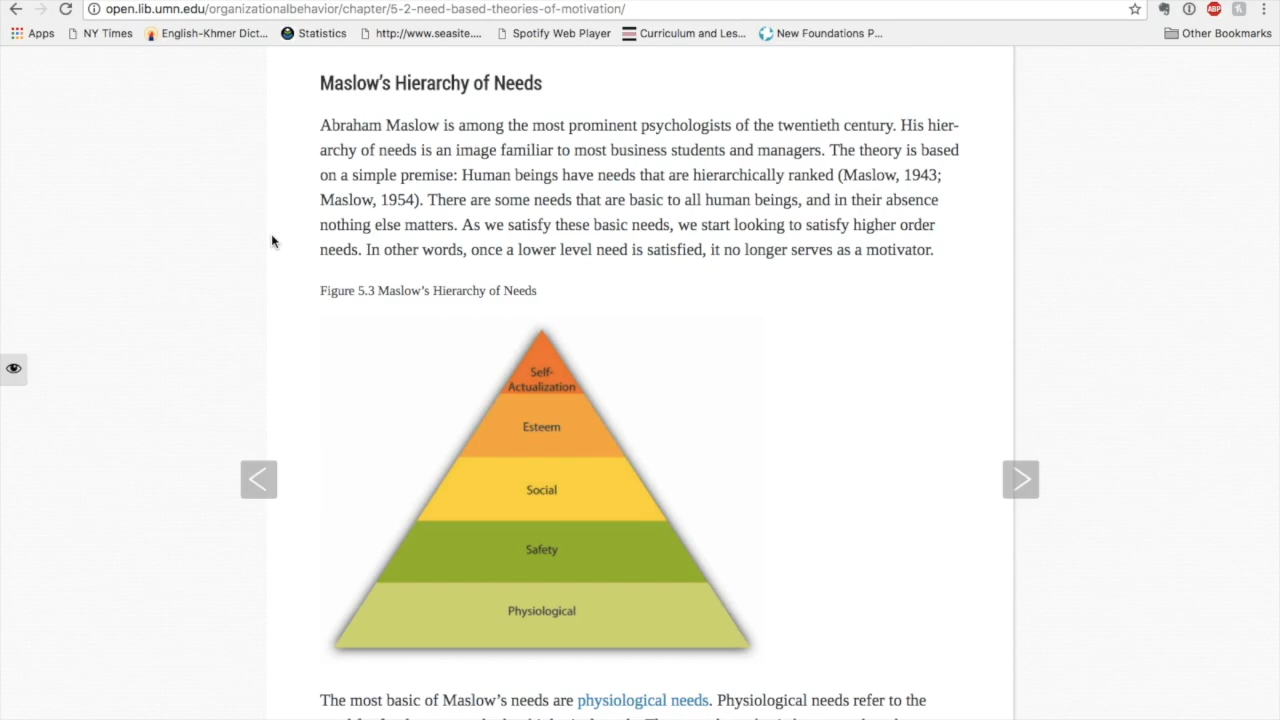 open.lib.umn.edu/organizationalbehavior/chapter/5-2-need-based-theories-of-motivation/
ABP
Apps NY Times English-Khmer Dict... Statistics http://www.seasite.... Spotify Web Player Curriculum and Les... New Foundations P... Other Bookmarks
Maslow’s Hierarchy of Needs
Abraham Maslow is among the most prominent psychologists of the twentieth century. His hier-
archy of needs is an image familiar to most business students and managers. The theory is based
on a simple premise: Human beings have needs that are hierarchically ranked (Maslow, 1943;
Maslow, 1954). There are some needs that are basic to all human beings, and in their absence
nothing else matters. As we satisfy these basic needs, we start looking to satisfy higher order
needs. In other words, once a lower level need is satisfied, it no longer serves as a motivator.
Figure 5.3 Maslow’s Hierarchy of Needs
Self-
Actualization
Esteem
Social
Safety
Physiological
The most basic of Maslow’s needs are physiological needs. Physiological needs refer to the